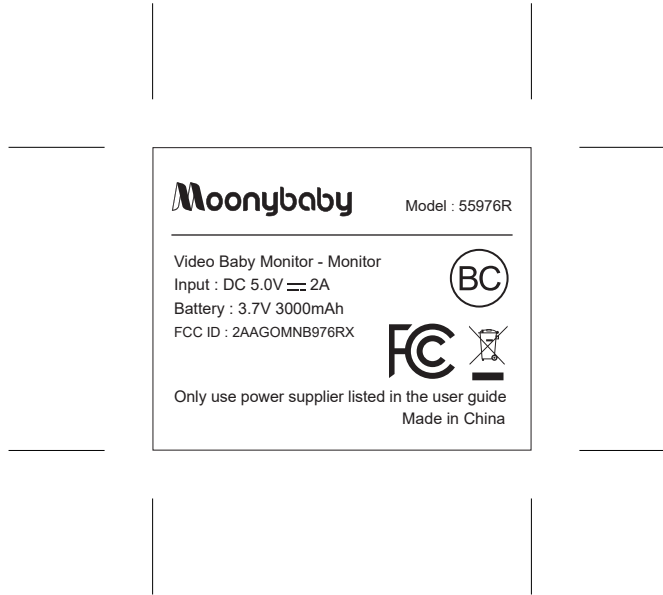 Moonybaby Model : 55976R
Video Baby Monitor - Monitor
Input : DC 5.0V ⎓ 2A
Battery : 3.7V 3000mAh
FCC ID : 2AAGOMNB976RX
BC
FC
Only use power supplier listed in the user guide
Made in China